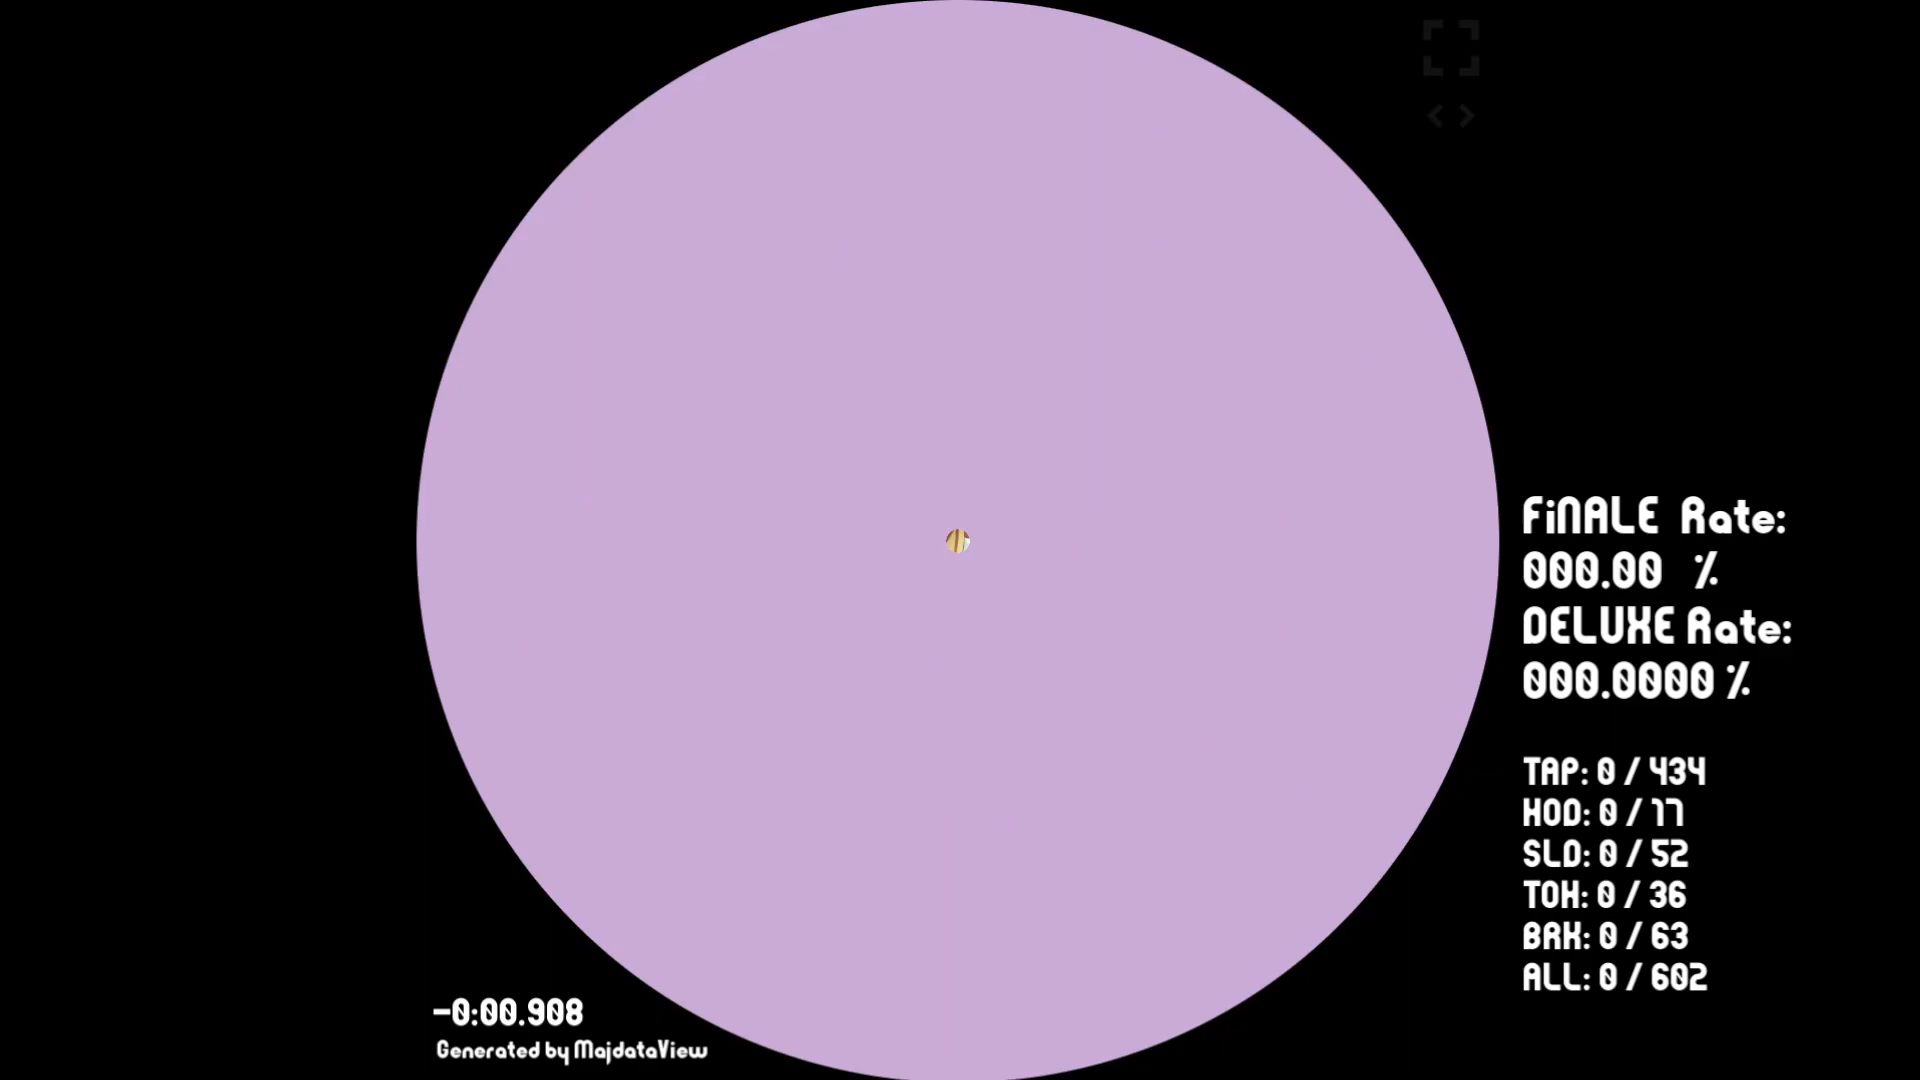 FiNALE Rate:
000.00 %
DELUXE Rate:
000.0000 %
TAP: 0 / 434
HOD: 0 / 17
SLD: 0 / 52
TOH: 0 / 36
BRK: 0 / 63
ALL: 0 / 602
-0:00.908
Generated by MajdataView